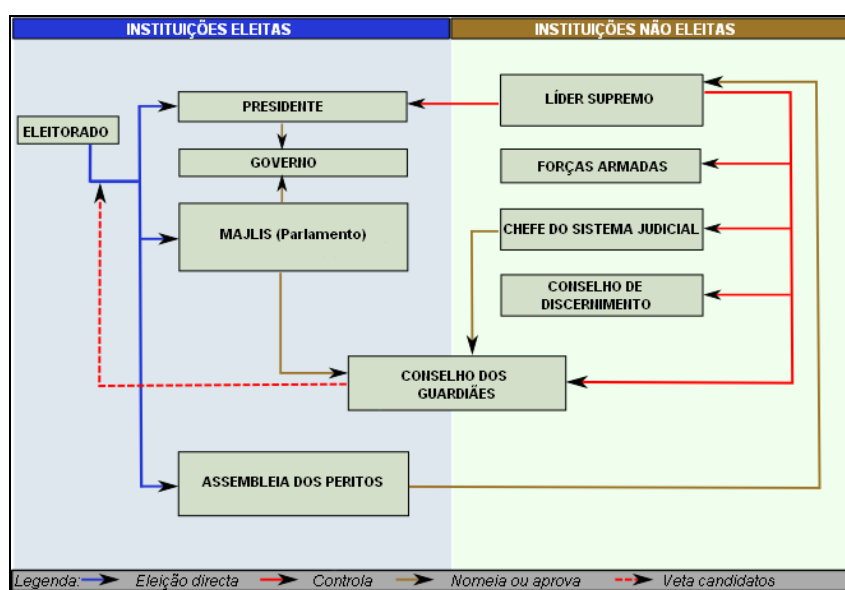 INSTITUIÇÕES ELEITAS
INSTITUIÇÕES NÃO ELEITAS
ELEITORADO
PRESIDENTE
GOVERNO
MAJLIS (Parlamento)
LÍDER SUPREMO
FORÇAS ARMADAS
CHEFE DO SISTEMA JUDICIAL
CONSELHO DE
DISCERNIMENTO
CONSELHO DOS
GUARDIÃES
ASSEMBLEIA DOS PERITOS
Legenda: Eleição directa Controla Nomeia ou aprova Veta candidatos